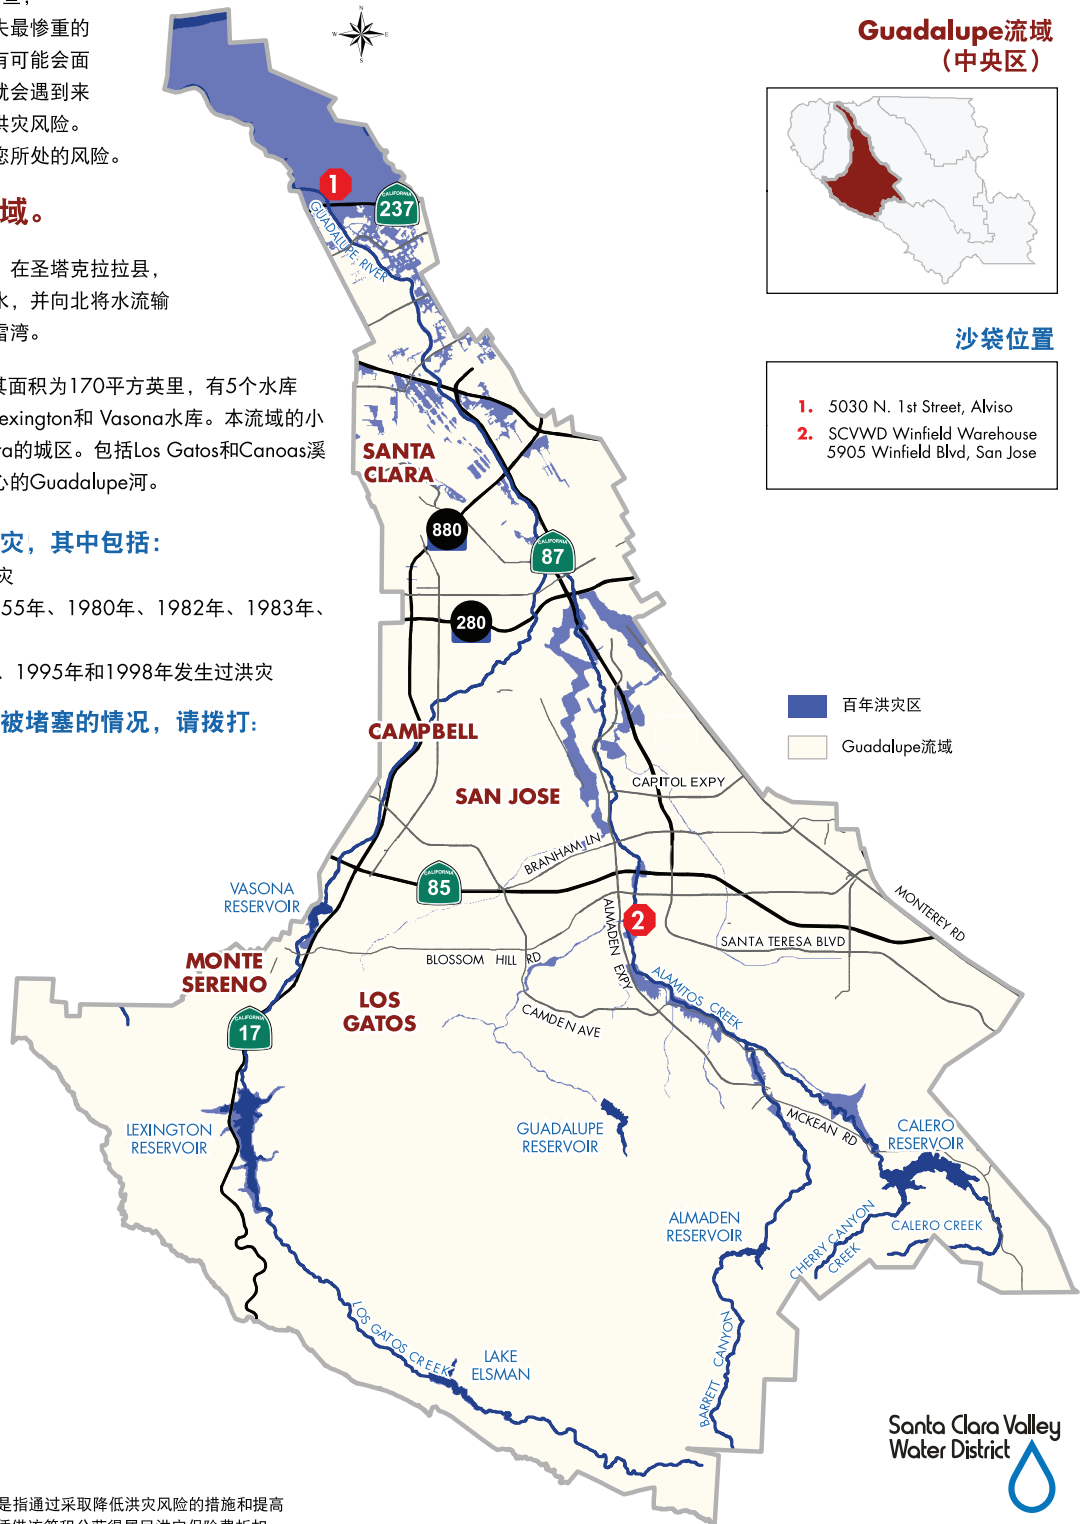 失最惨重的
有可能会面
就会遇到来
洪灾风险。
您所处的风险。
域。
在圣塔克拉拉县，
水，并向北将水流输
雷湾。
其面积为170平方英里，有5个水库
Lexington和 Vasona水库。本流域的小
ra的城区。包括Los Gatos和Canoas溪
心的Guadalupe河。
灾，其中包括：
灾
55年、1980年、1982年、1983年、
、1995年和1998年发生过洪灾
被堵塞的情况，请拨打：
是指通过采取降低洪灾风险的措施和提高
N
W E
S
Guadalupe流域
（中央区）
沙袋位置
1. 5030 N. 1st Street, Alviso
2. SCVWD Winfield Warehouse
5905 Winfield Blvd, San Jose
百年洪灾区
Guadalupe流域
1
CALIFORNIA
237
GUADALUPE RIVER
SANTA
CLARA
880
CALIFORNIA
87
280
CAMPBELL
SAN JOSE
CAPITOL EXPY
BRANHAM LN
CALIFORNIA
85
VASONA
RESERVOIR
MONTEREY RD
ALMADEN EXPY
2
SANTA TERESA BLVD
BLOSSOM HILL RD
MONTE
SERENO
LOS
GATOS
ALAMITOS CREEK
CAMDEN AVE
CALIFORNIA
17
LEXINGTON
RESERVOIR
GUADALUPE
RESERVOIR
MCKEAN RD
CALERO
RESERVOIR
ALMADEN
RESERVOIR
CHERRY CANYON
CREEK
CALERO CREEK
LOS GATOS CREEK
LAKE
ELSMAN
BARRETT CANYON
Santa Clara Valley
Water District